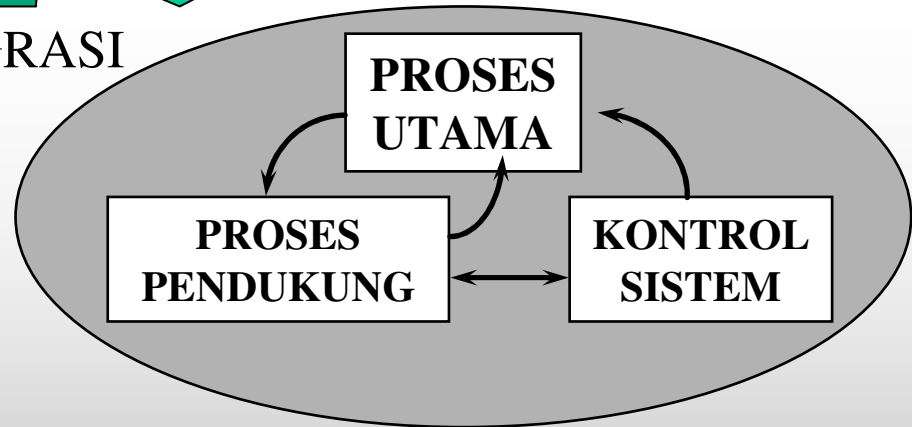 RASI
PROSES
UTAMA
PROSES
PENDUKUNG
KONTROL
SISTEM